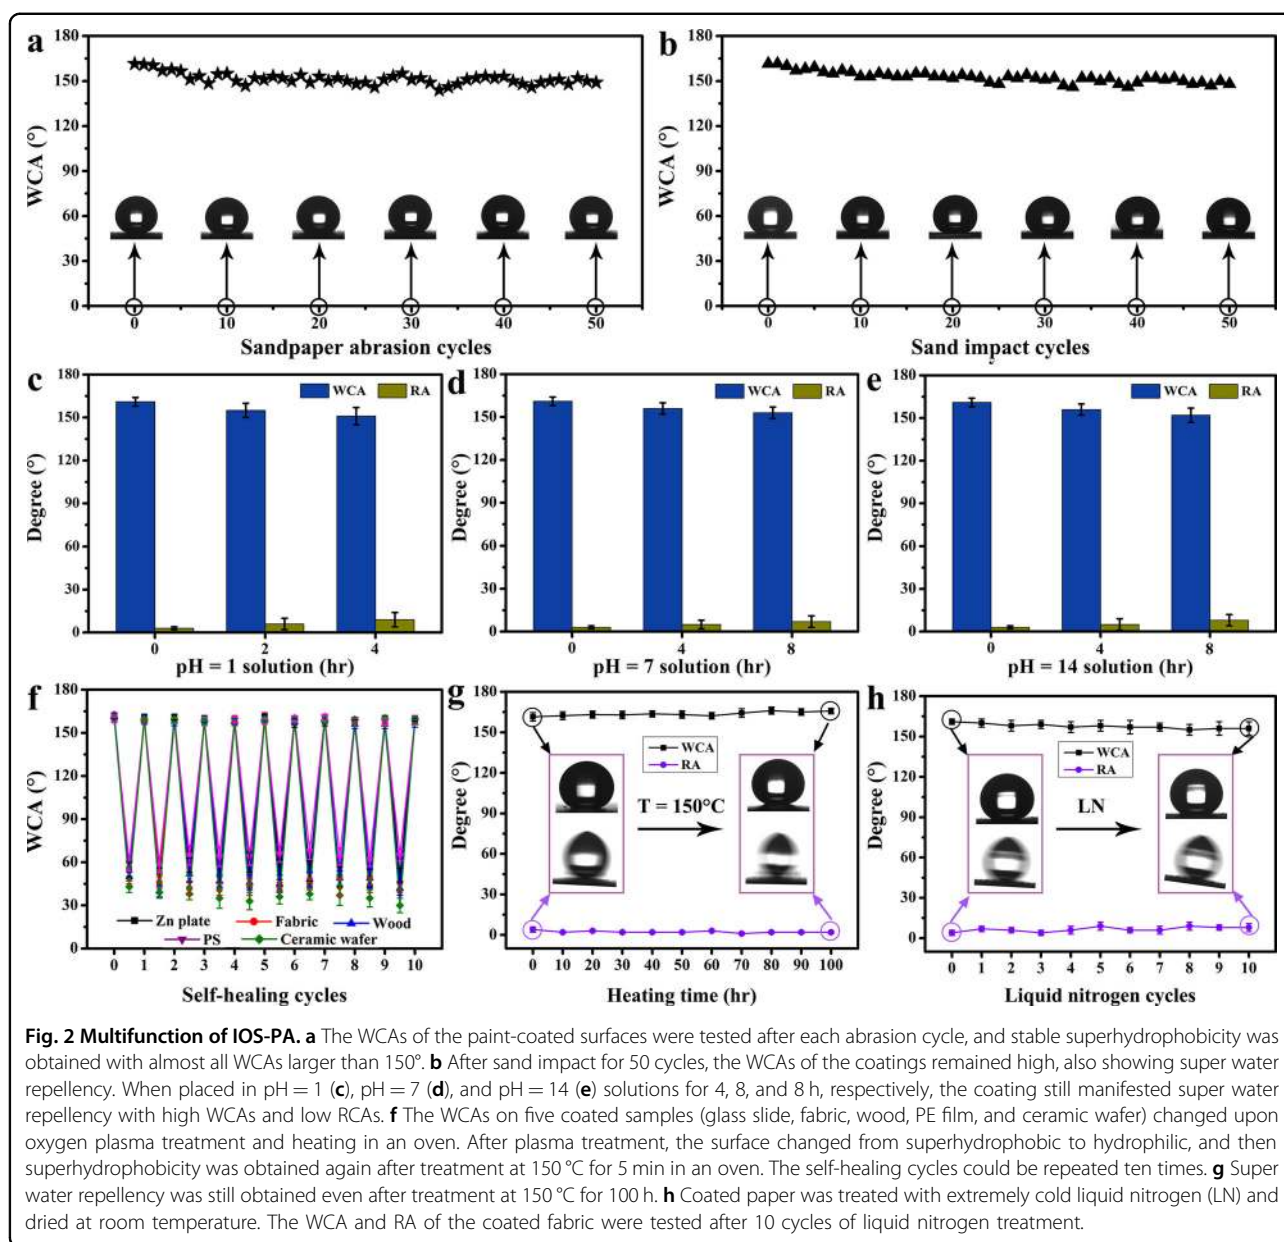 a
180
150
120
90
60
30
0
WCA (°)
0 10 20 30 40 50
Sandpaper abrasion cycles
b
180
150
120
90
60
30
0
WCA (°)
0 10 20 30 40 50
Sand impact cycles
c
180
150
120
90
60
30
0
Degree (°)
WCA RA
0 2 4
pH = 1 solution (hr)
d
180
150
120
90
60
30
0
Degree (°)
WCA RA
0 4 8
pH = 7 solution (hr)
e
180
150
120
90
60
30
0
Degree (°)
WCA RA
0 4 8
pH = 14 solution (hr)
f
180
150
120
90
60
30
0
WCA (°)
Zn plate Fabric Wood
PS Ceramic wafer
0 1 2 3 4 5 6 7 8 9 10
Self-healing cycles
g
180
150
120
90
60
30
0
Degree (°)
WCA
RA
T = 150°C
0 10 20 30 40 50 60 70 80 90 100
Heating time (hr)
h
180
150
120
90
60
30
0
Degree (°)
WCA
RA
LN
0 1 2 3 4 5 6 7 8 9 10
Liquid nitrogen cycles
Fig. 2 Multifunction of IOS-PA. a The WCAs of the paint-coated surfaces were tested after each abrasion cycle, and stable superhydrophobicity was
obtained with almost all WCAs larger than 150°. b After sand impact for 50 cycles, the WCAs of the coatings remained high, also showing super water
repellency. When placed in pH = 1 (c), pH = 7 (d), and pH = 14 (e) solutions for 4, 8, and 8 h, respectively, the coating still manifested super water
repellency with high WCAs and low RCAs. f The WCAs on five coated samples (glass slide, fabric, wood, PE film, and ceramic wafer) changed upon
oxygen plasma treatment and heating in an oven. After plasma treatment, the surface changed from superhydrophobic to hydrophilic, and then
superhydrophobicity was obtained again after treatment at 150 °C for 5 min in an oven. The self-healing cycles could be repeated ten times. g Super
water repellency was still obtained even after treatment at 150 °C for 100 h. h Coated paper was treated with extremely cold liquid nitrogen (LN) and
dried at room temperature. The WCA and RA of the coated fabric were tested after 10 cycles of liquid nitrogen treatment.